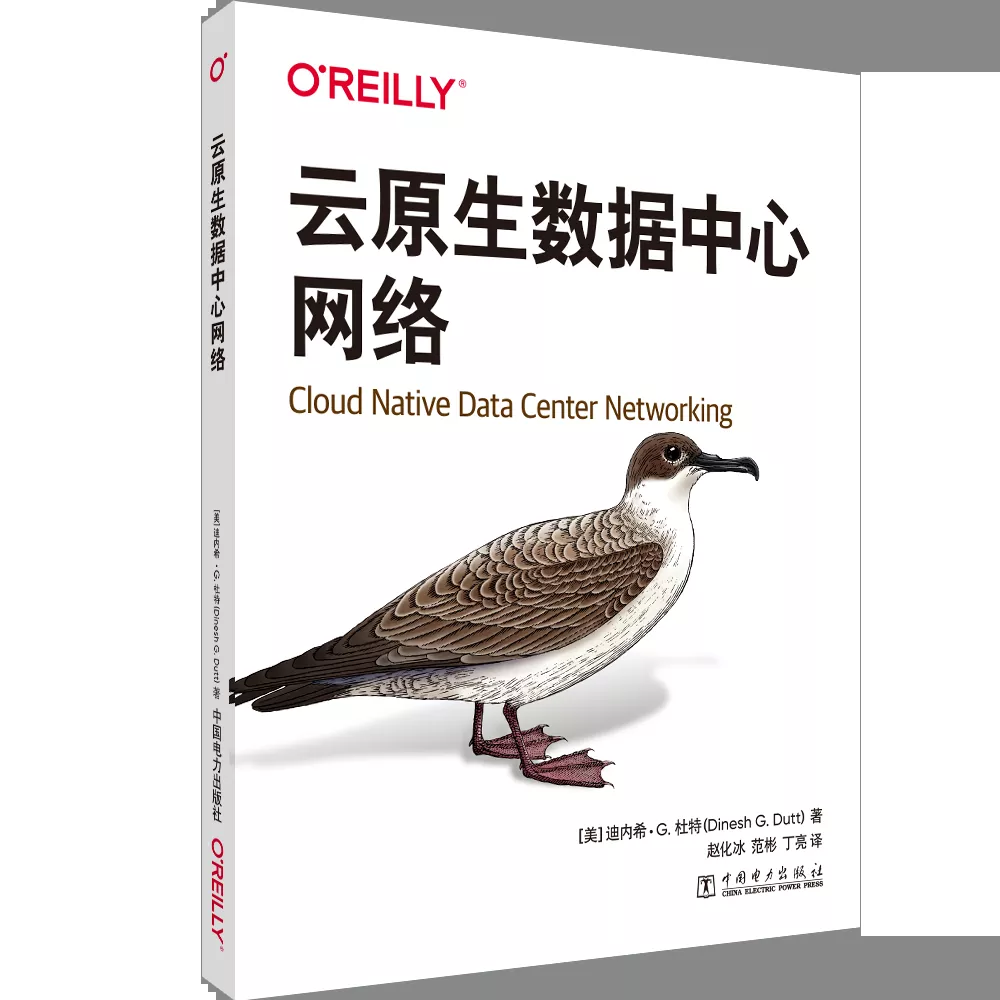 O'REILLY®
云原生数据中心
网络
Cloud Native Data Center Networking
[美] 迪内希·G. 杜特(Dinesh G. Dutt) 著
赵化冰 范彬 丁亮 译
中国电力出版社
CHINA ELECTRIC POWER PRESS
云原生数据中心网络
[美] 迪内希·G. 杜特(Dinesh G. Dutt) 著
中国电力出版社
O'REILLY®